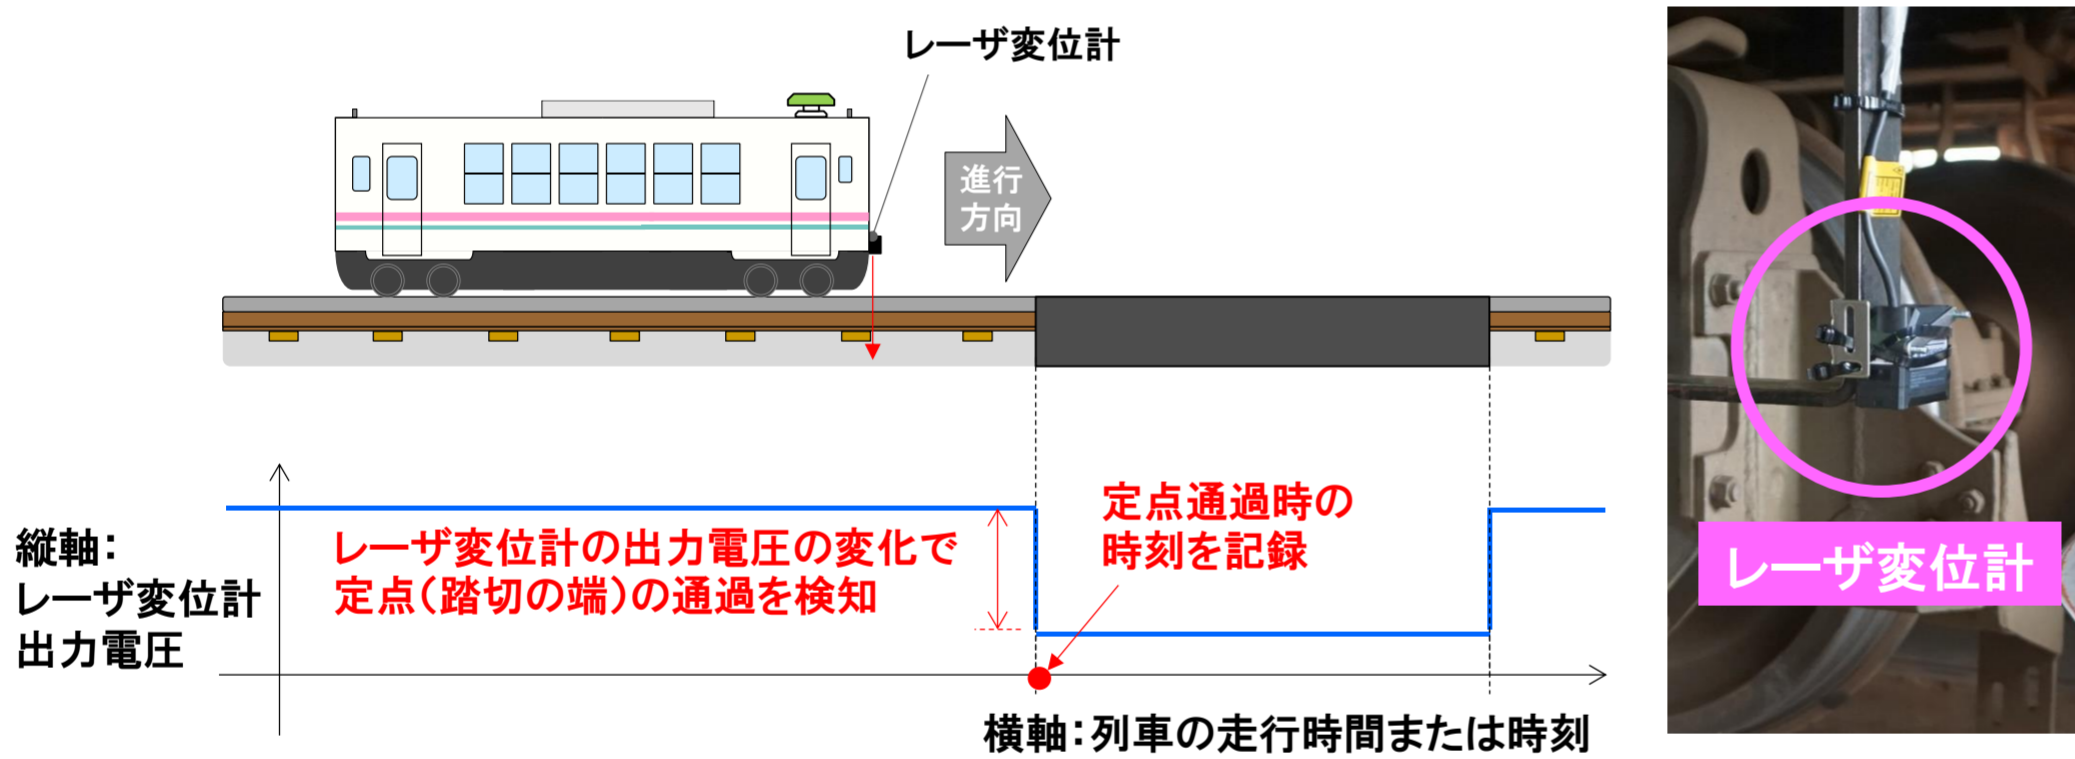 レーザ変位計
進行
方向
定点通過時の
時刻を記録
レーザ変位計の出力電圧の変化で
定点(踏切の端)の通過を検知
縦軸：
レーザ変位計
出力電圧
横軸：列車の走行時間または時刻
レーザ変位計